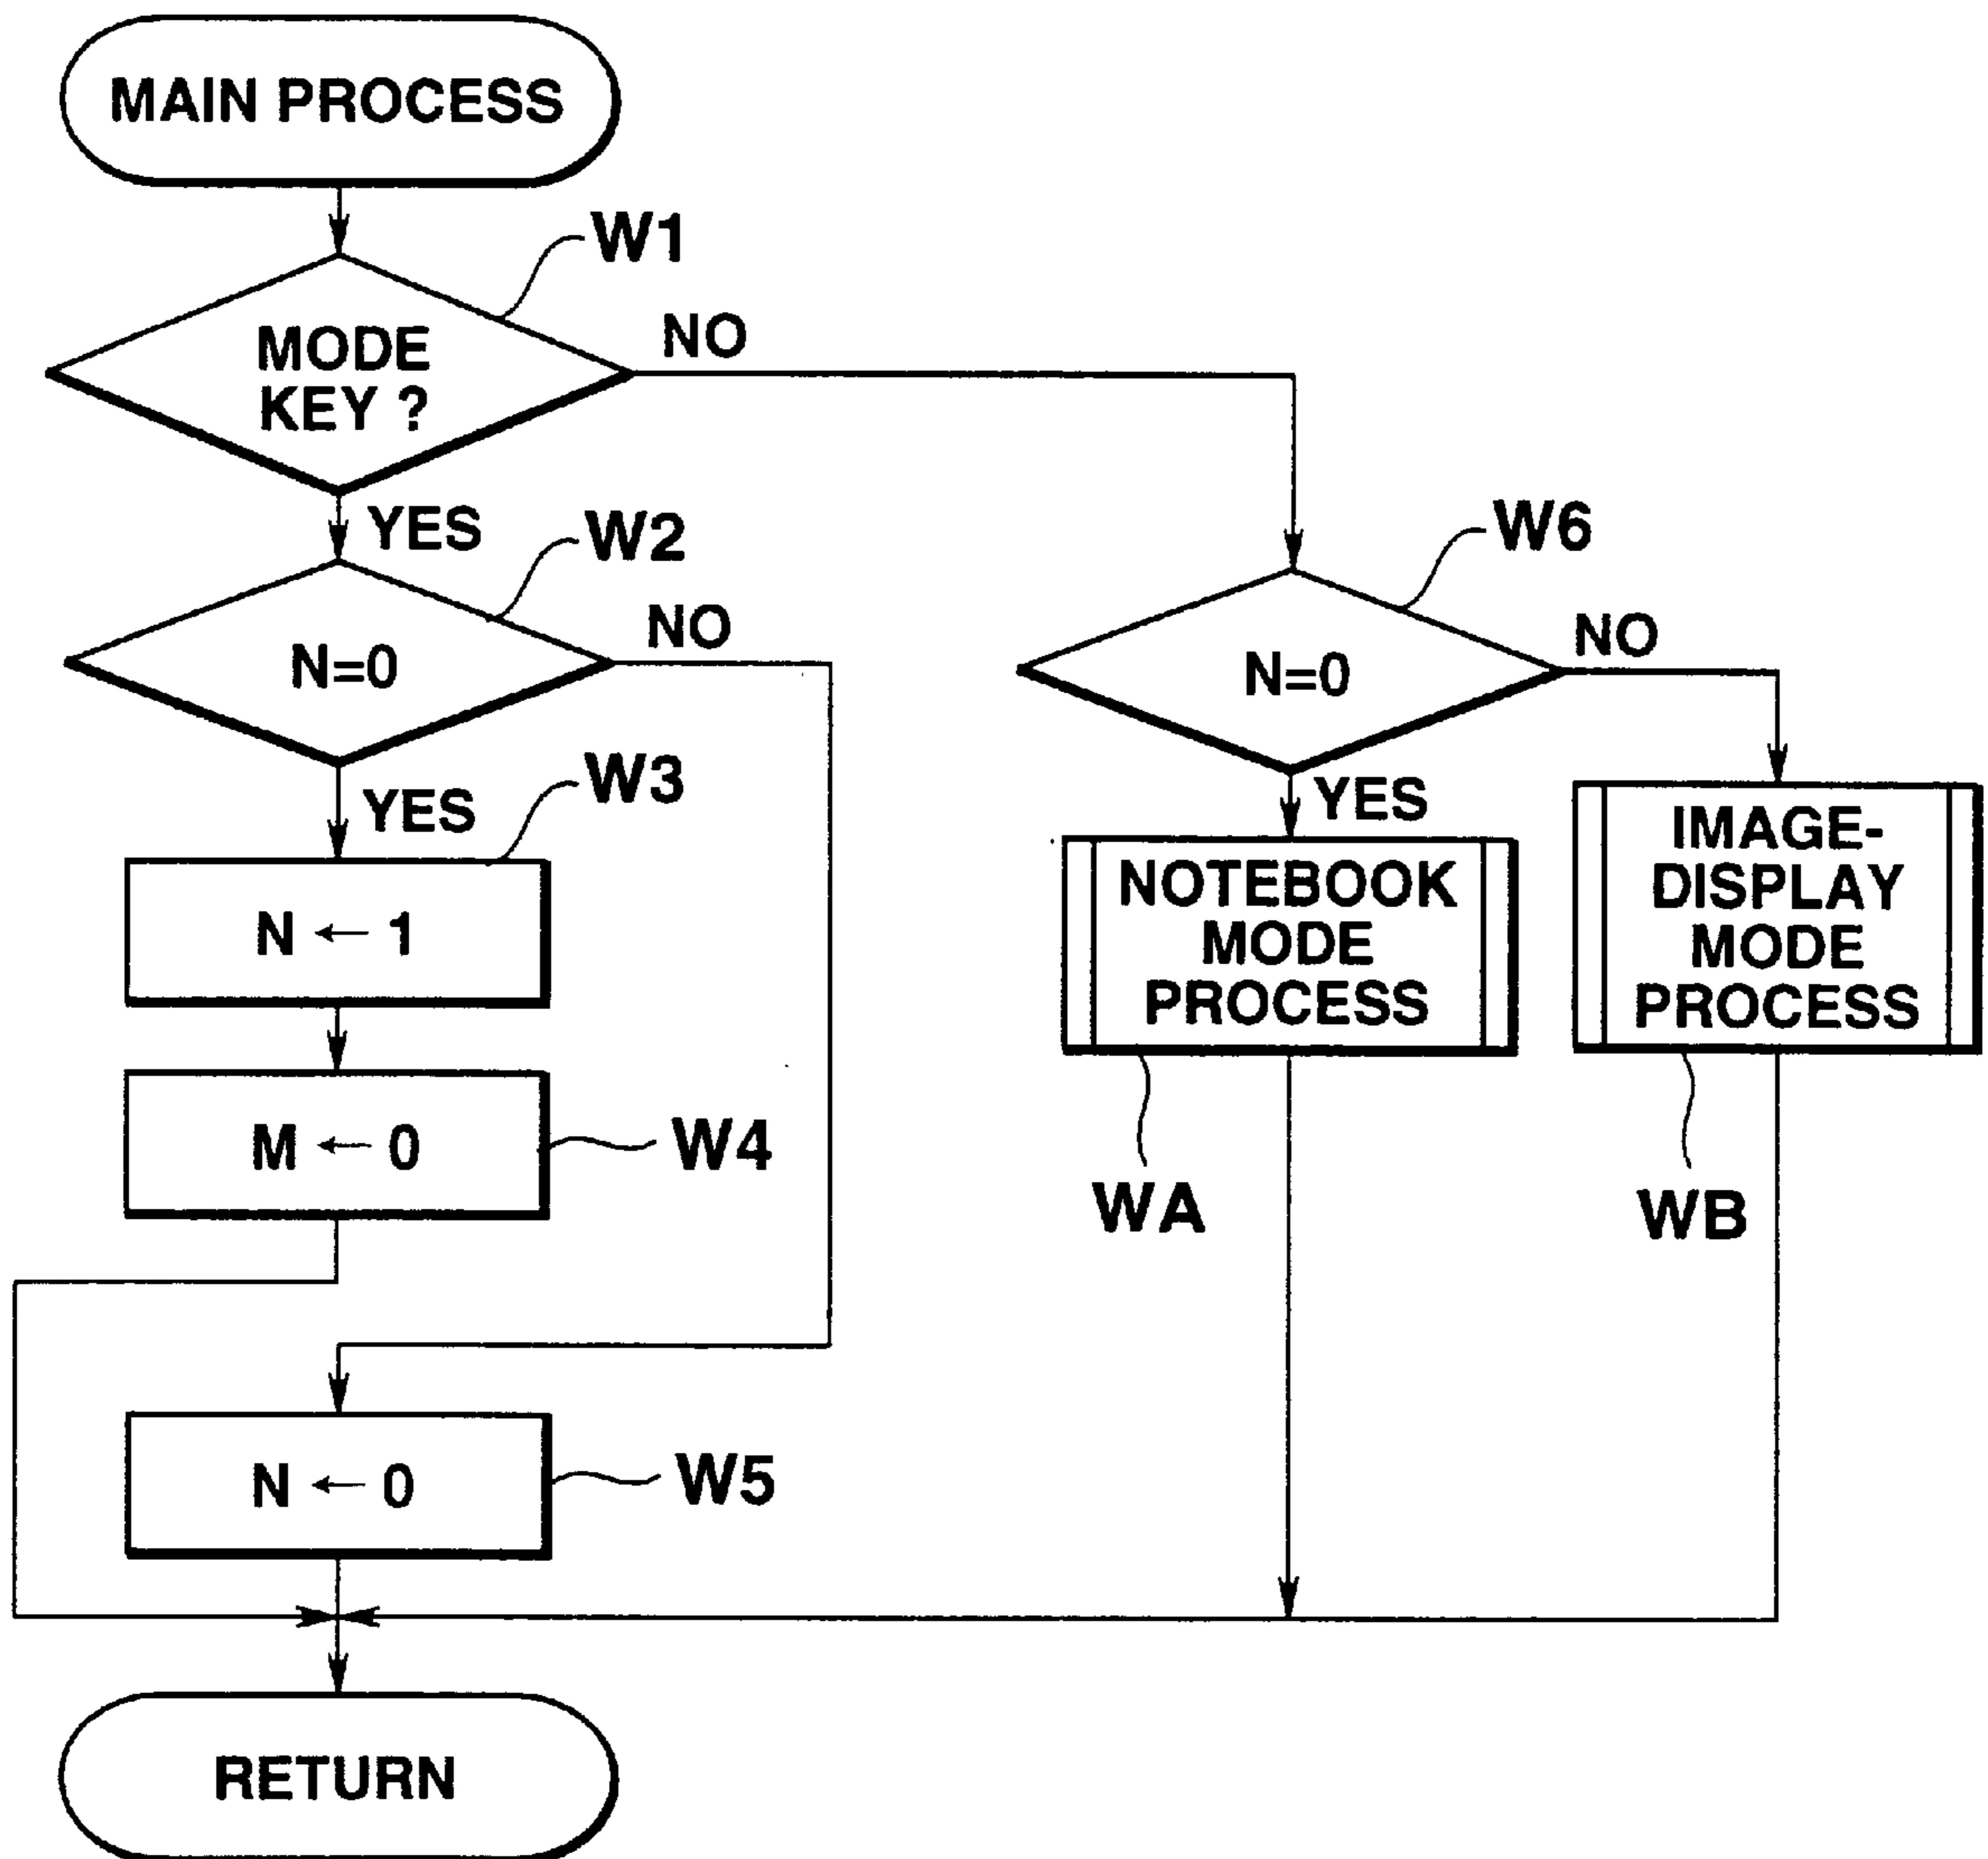 MAIN PROCESS
W1
MODE
KEY ?
NO
YES
W2
N=0
NO
YES
W3
N ← 1
M ← 0
W4
N ← 0
W5
W6
N=0
NO
YES
NOTEBOOK
MODE
PROCESS
WA
IMAGE-
DISPLAY
MODE
PROCESS
WB
RETURN